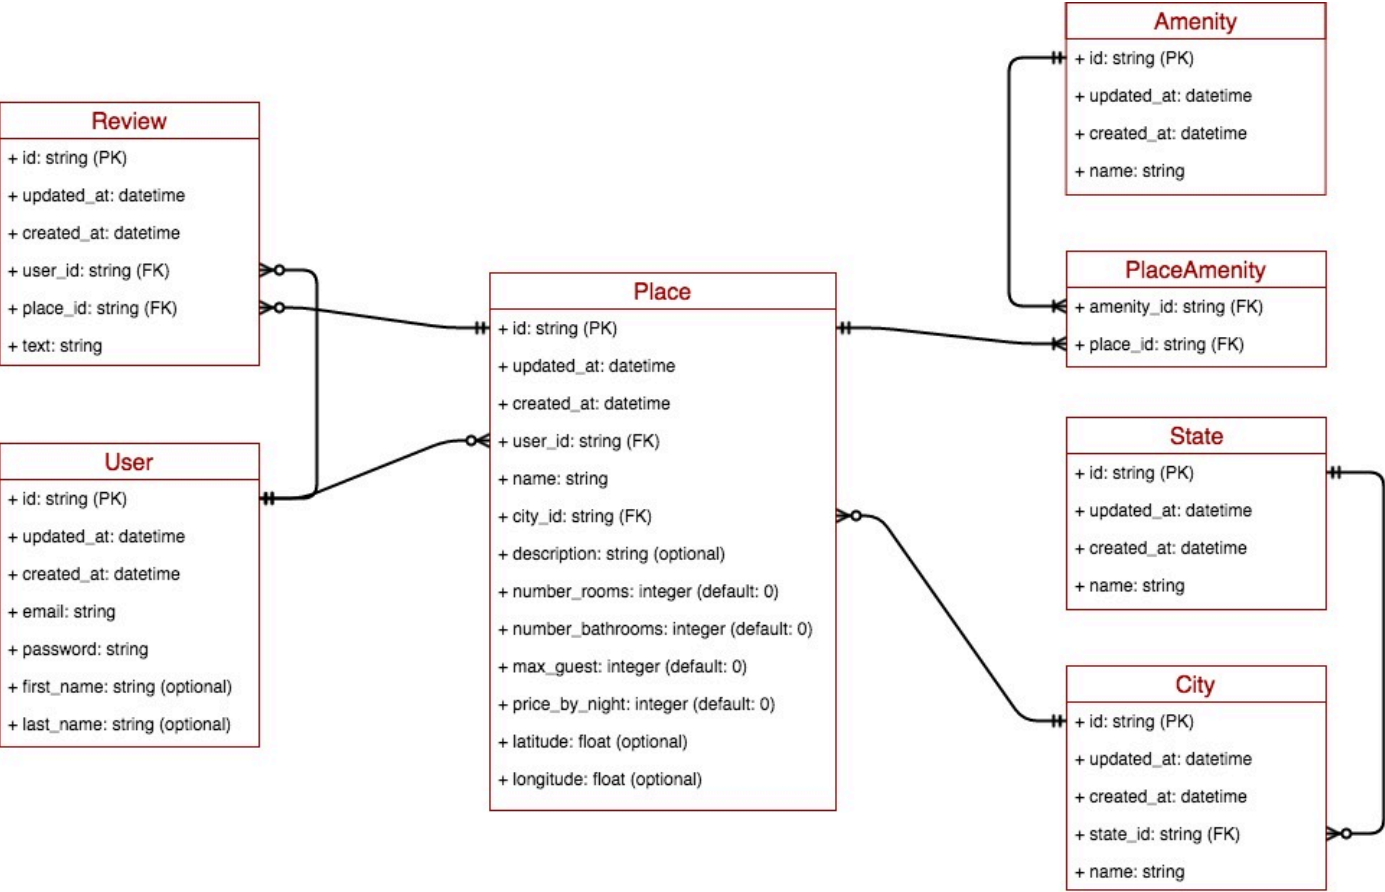 Review
+ id: string (PK)
+ updated_at: datetime
+ created_at: datetime
+ user_id: string (FK)
+ place_id: string (FK)
+ text: string
User
+ id: string (PK)
+ updated_at: datetime
+ created_at: datetime
+ email: string
+ password: string
+ first_name: string (optional)
+ last_name: string (optional)
Place
+ id: string (PK)
+ updated_at: datetime
+ created_at: datetime
+ user_id: string (FK)
+ name: string
+ city_id: string (FK)
+ description: string (optional)
+ number_rooms: integer (default: 0)
+ number_bathrooms: integer (default: 0)
+ max_guest: integer (default: 0)
+ price_by_night: integer (default: 0)
+ latitude: float (optional)
+ longitude: float (optional)
Amenity
+ id: string (PK)
+ updated_at: datetime
+ created_at: datetime
+ name: string
PlaceAmenity
+ amenity_id: string (FK)
+ place_id: string (FK)
State
+ id: string (PK)
+ updated_at: datetime
+ created_at: datetime
+ name: string
City
+ id: string (PK)
+ updated_at: datetime
+ created_at: datetime
+ state_id: string (FK)
+ name: string